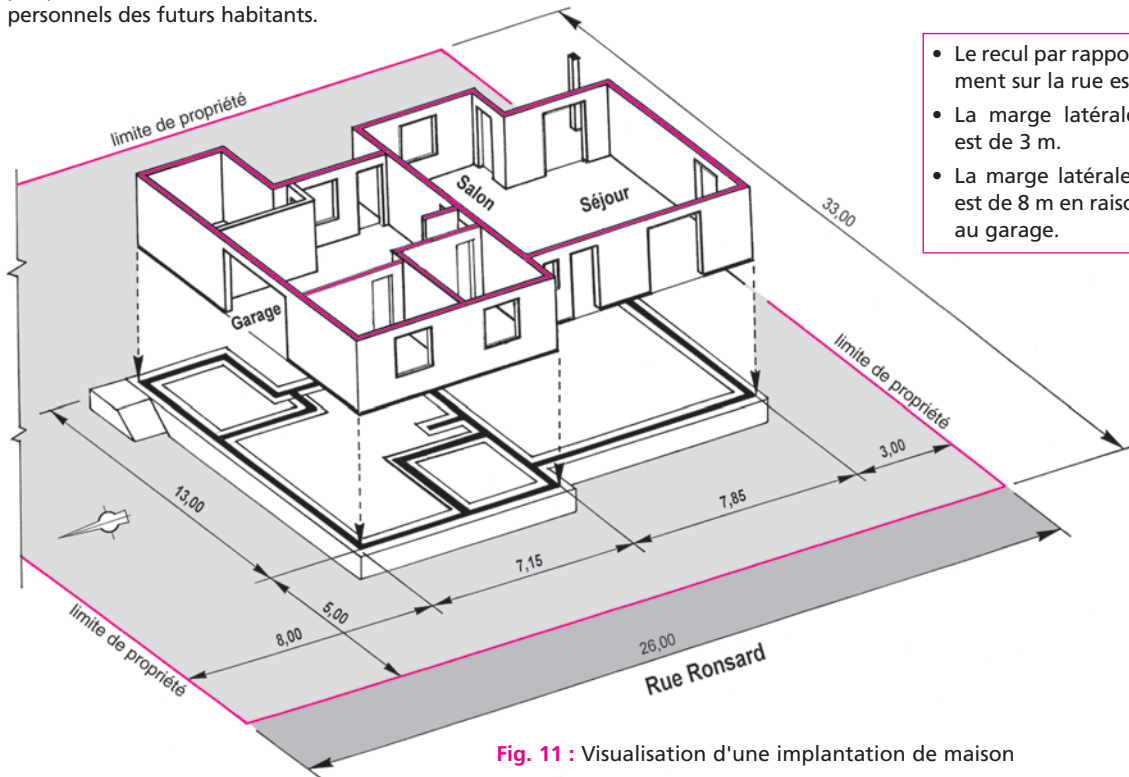 personnels des futurs habitants.
• Le recul par rappo
ment sur la rue es
• La marge latérale
est de 3 m.
• La marge latérale
est de 8 m en raiso
au garage.
limite de propriété
Salon
Séjour
33,00
Garage
limite de propriété
3,00
7,85
13,00
7,15
5,00
8,00
limite de propriété
26,00
Rue Ronsard
Fig. 11 : Visualisation d'une implantation de maison